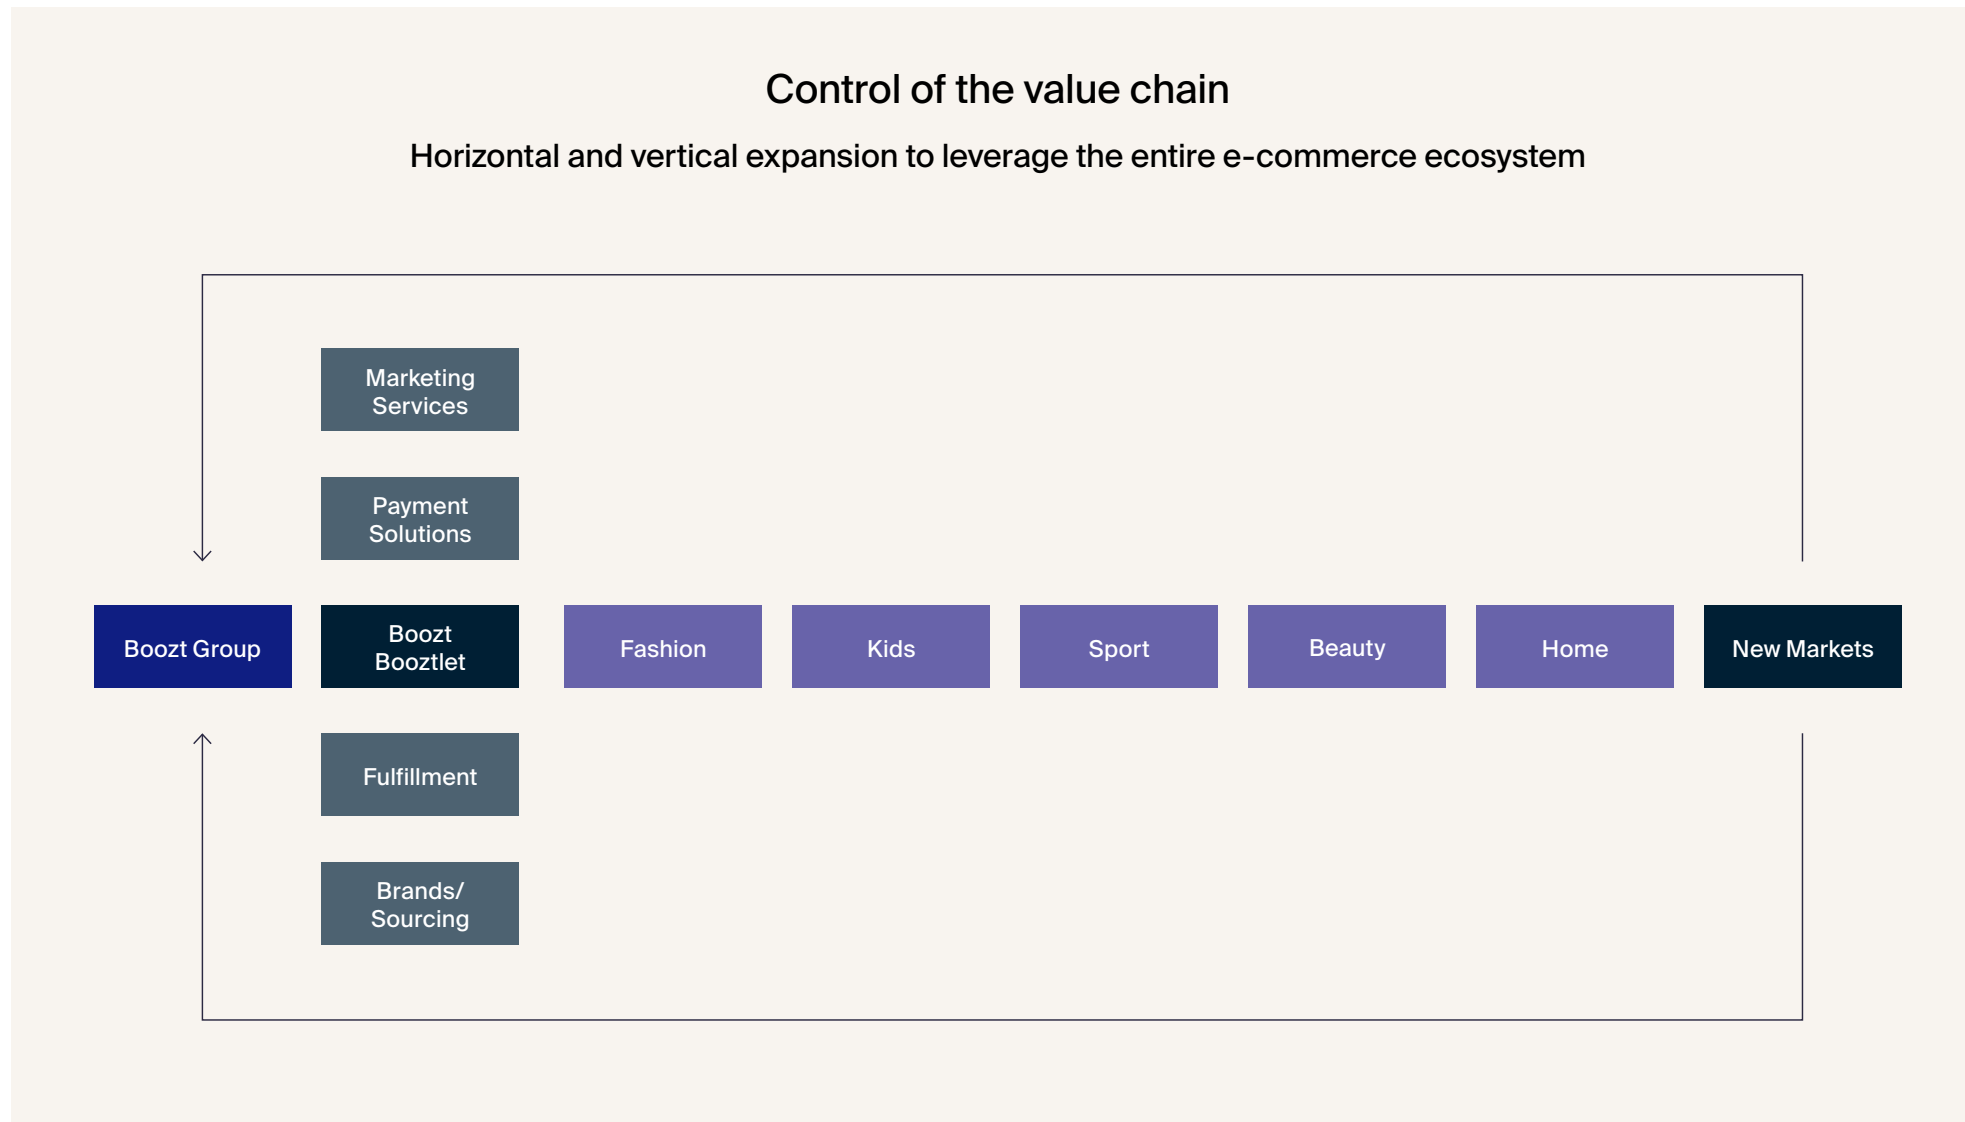 Control of the value chain
Horizontal and vertical expansion to leverage the entire e-commerce ecosystem
Marketing
Services
Payment
Solutions
Boozt Group
Boozt
Booztlet
Fashion
Kids
Sport
Beauty
Home
New Markets
Fulfillment
Brands/
Sourcing